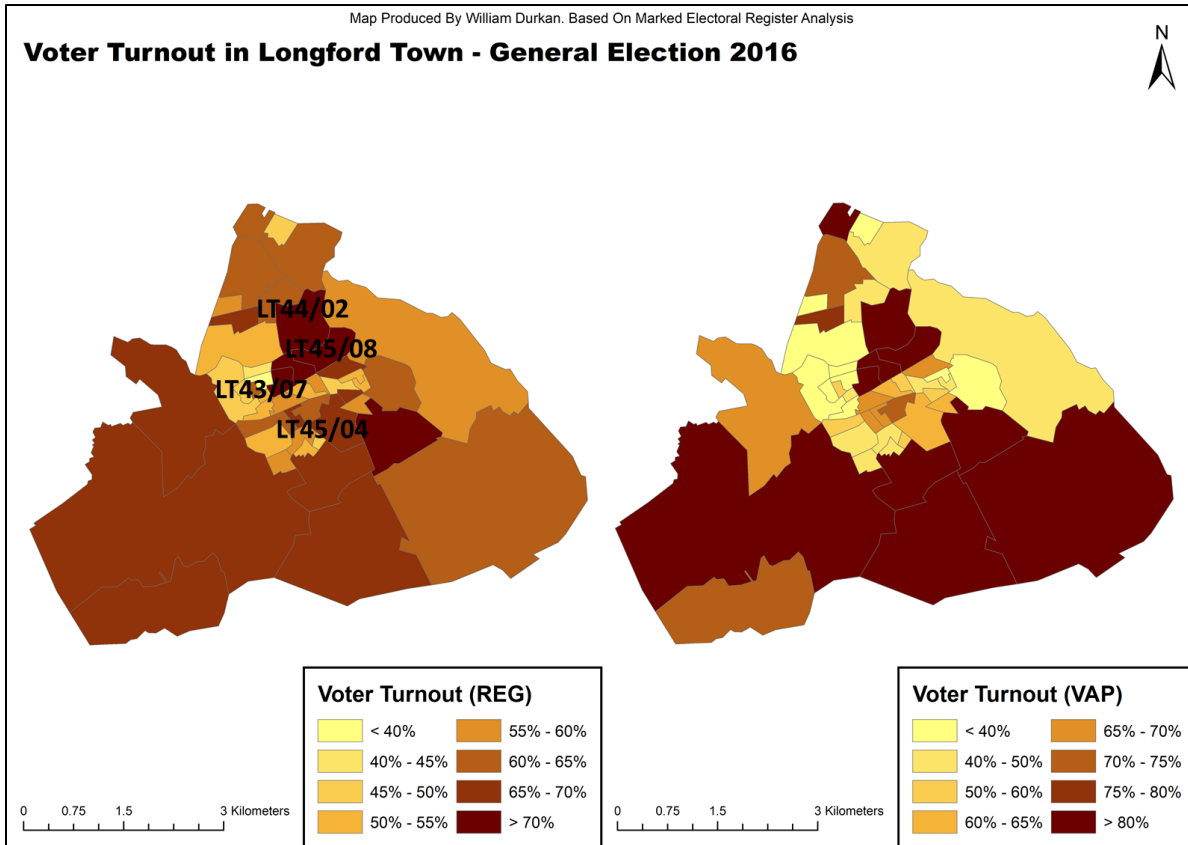 Map Produced By William Durkan. Based On Marked Electoral Register Analysis
Voter Turnout in Longford Town - General Election 2016
N
LT44/02
LT45/08
LT43/07
LT45/04
Voter Turnout (REG)
< 40% 55% - 60%
40% - 45% 60% - 65%
45% - 50% 65% - 70%
50% - 55% > 70%
0 0.75 1.5 3 Kilometers
Voter Turnout (VAP)
< 40% 65% - 70%
40% - 50% 70% - 75%
50% - 60% 75% - 80%
60% - 65% > 80%
0 0.75 1.5 3 Kilometers